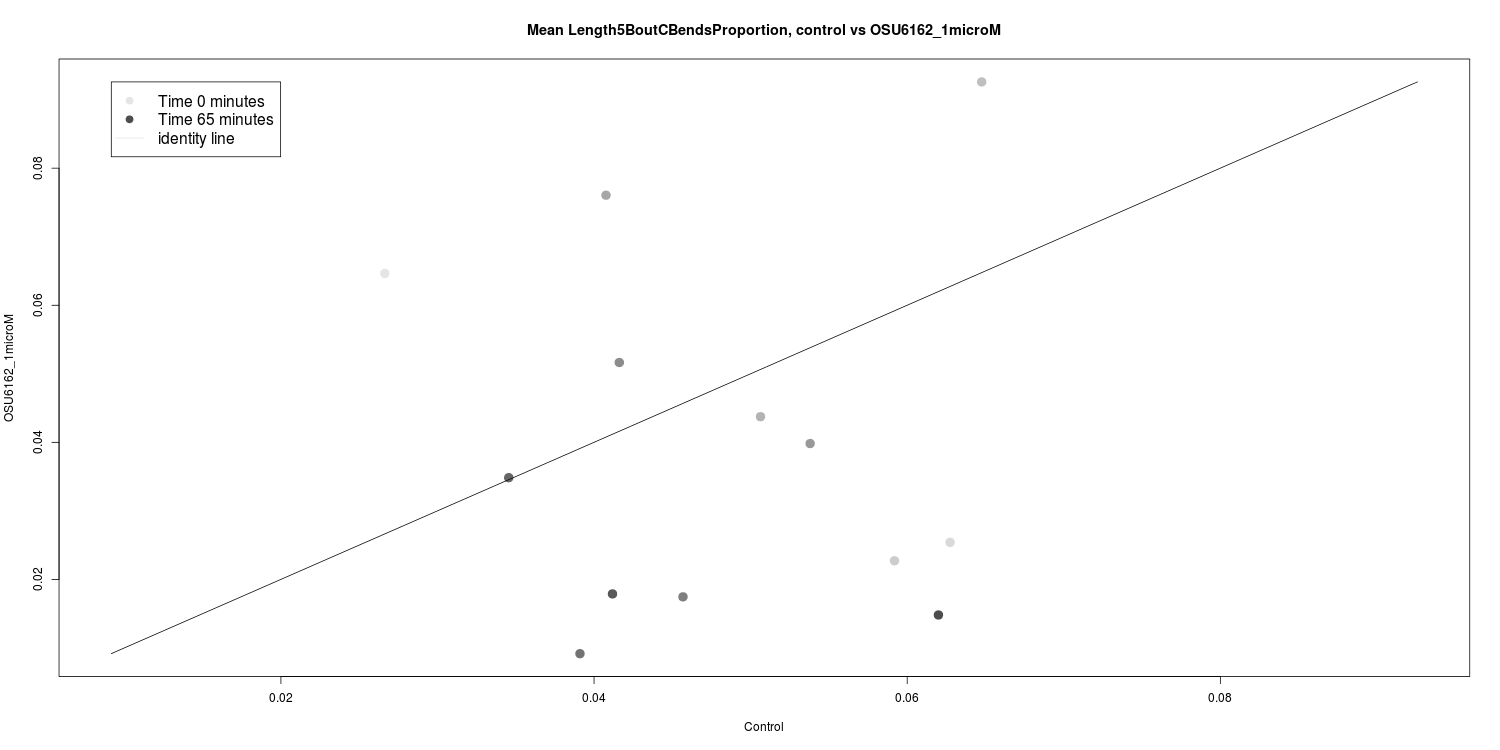 Mean Length5BoutCBendsProportion, control vs OSU6162_1microM
Time 0 minutes
Time 65 minutes
identity line
OSU6162_1microM
0.08
0.06
0.04
0.02
0.02
0.04
0.06
0.08
Control